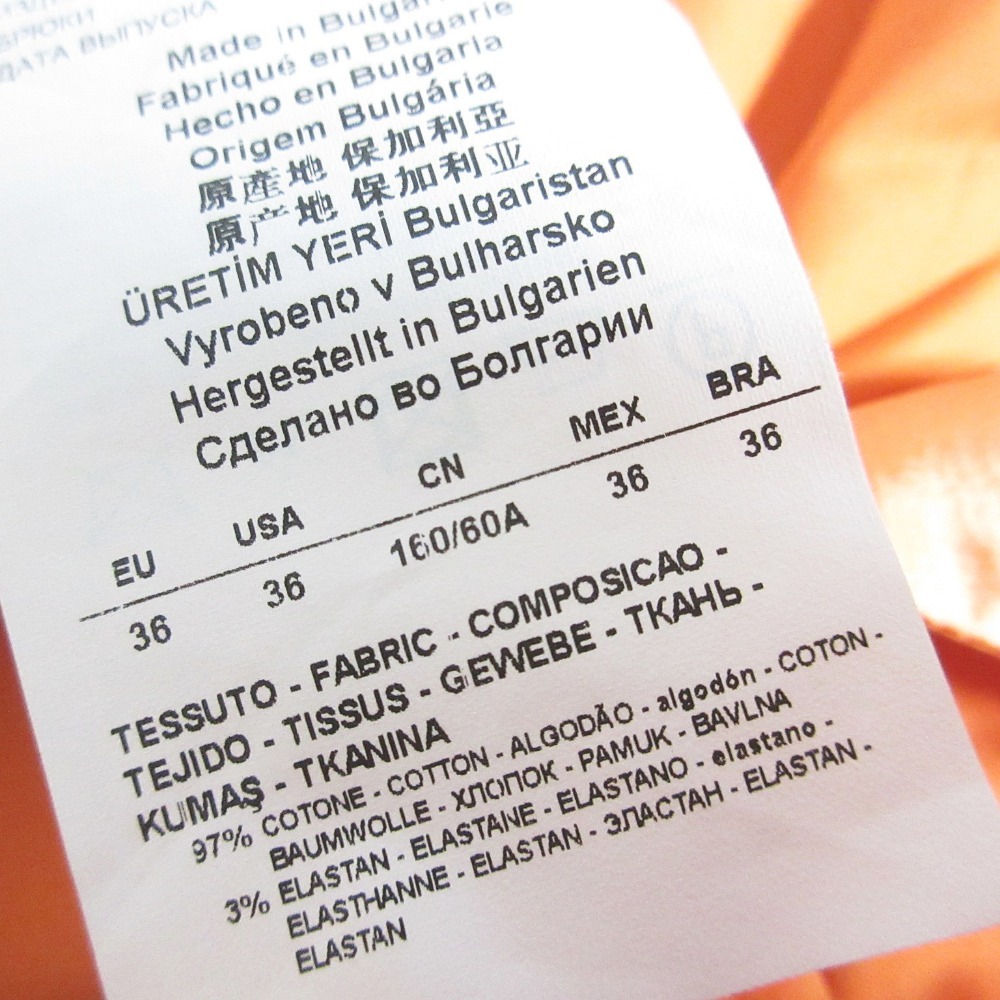 БРЮКИ
ДАТА ВЫПУСКА
Made in
Fabriqué en Bulgarie
Hecho en Bulgaria
Origem Bulgária
原産地 保加利亞
原产地 保加利亚
ÜRETİM YERİ Bulgaristan
Vyrobeno v Bulharsko
Hergestellt in Bulgarien
Сделано во Болгарии
EU USA CN MEX BRA
36 36 160/60A 36 36
TESSUTO - FABRIC - COMPOSICAO -
TEJIDO - TISSUS - GEWEBE - ТКАНЬ -
KUMAŞ - TKANINA
97% COTONE - COTTON - ALGODÃO - algodón - COTON -
BAUMWOLLE - ХЛОПОК - PAMUK - BAVLNA
3% ELASTAN - ELASTANE - ELASTANO - elastano -
ELASTHANNE - ELASTAN - ЭЛАСТАН - ELASTAN -
ELASTAN